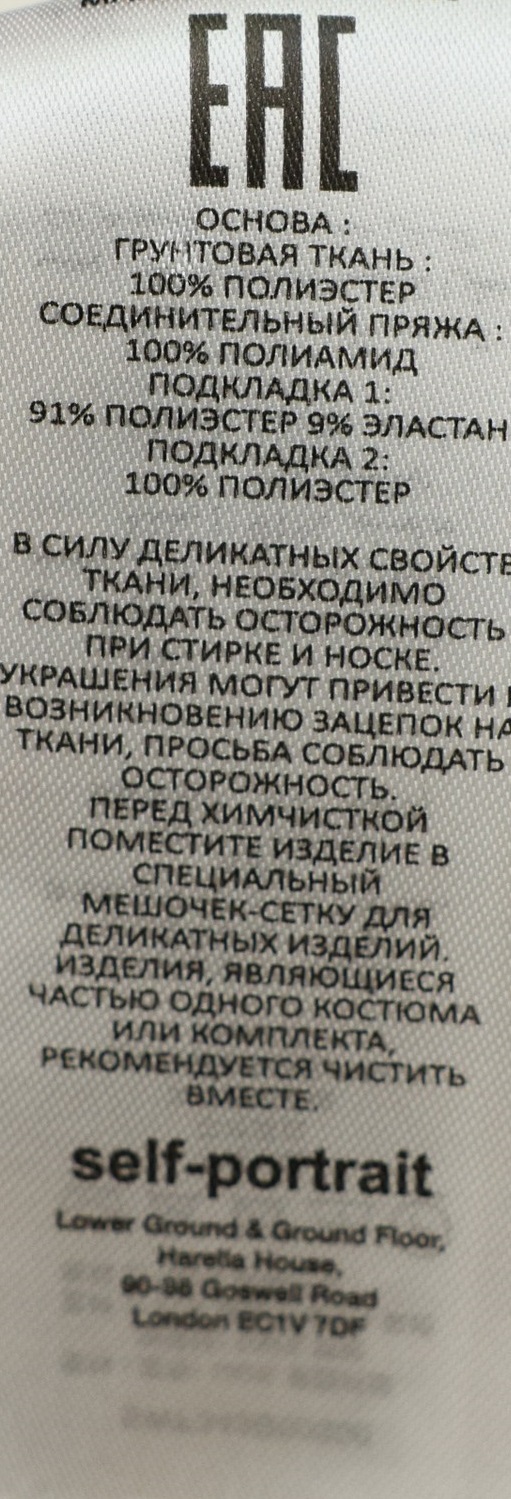 EAC
ОСНОВА :
ГРУНТОВАЯ ТКАНЬ :
100% ПОЛИЭСТЕР
СОЕДИНИТЕЛЬНЫЙ ПРЯЖА :
100% ПОЛИАМИД
ПОДКЛАДКА 1:
91% ПОЛИЭСТЕР 9% ЭЛАСТАН
ПОДКЛАДКА 2:
100% ПОЛИЭСТЕР
В СИЛУ ДЕЛИКАТНЫХ СВОЙСТВ
ТКАНИ, НЕОБХОДИМО
СОБЛЮДАТЬ ОСТОРОЖНОСТЬ
ПРИ СТИРКЕ И НОСКЕ.
УКРАШЕНИЯ МОГУТ ПРИВЕСТИ
ВОЗНИКНОВЕНИЮ ЗАЦЕПОК НА
ТКАНИ, ПРОСЬБА СОБЛЮДАТЬ
ОСТОРОЖНОСТЬ.
ПЕРЕД ХИМЧИСТКОЙ
ПОМЕСТИТЕ ИЗДЕЛИЕ В
СПЕЦИАЛЬНЫЙ
МЕШОЧЕК-СЕТКУ ДЛЯ
ДЕЛИКАТНЫХ ИЗДЕЛИЙ.
ИЗДЕЛИЯ, ЯВЛЯЮЩИЕСЯ
ЧАСТЬЮ ОДНОГО КОСТЮМА
ИЛИ КОМПЛЕКТА,
РЕКОМЕНДУЕТСЯ ЧИСТИТЬ
ВМЕСТЕ.
self-portrait
Lower Ground & Ground Floor,
Harella House,
90-98 Goswell Road
London EC1V 7DF